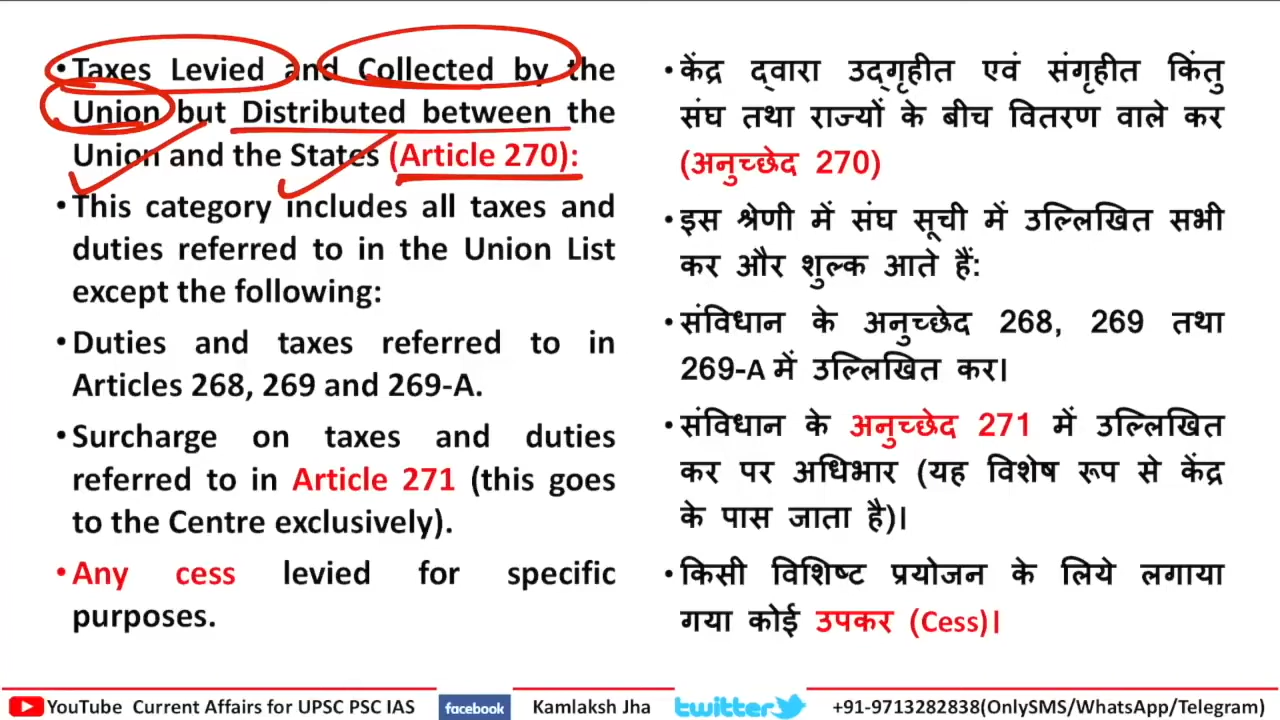 • Taxes Levied and Collected by the
Union but Distributed between the
Union and the States (Article 270):
• This category includes all taxes and
duties referred to in the Union List
except the following:
• Duties and taxes referred to in
Articles 268, 269 and 269-A.
• Surcharge on taxes and duties
referred to in Article 271 (this goes
to the Centre exclusively).
• Any cess levied for specific
purposes.
• केंद्र द्वारा उद्गृहीत एवं संगृहीत किंतु
संघ तथा राज्यों के बीच वितरण वाले कर
(अनुच्छेद 270)
• इस श्रेणी में संघ सूची में उल्लिखित सभी
कर और शुल्क आते हैं:
• संविधान के अनुच्छेद 268, 269 तथा
269-A में उल्लिखित कर।
• संविधान के अनुच्छेद 271 में उल्लिखित
कर पर अधिभार (यह विशेष रूप से केंद्र
के पास जाता है)।
• किसी विशिष्ट प्रयोजन के लिये लगाया
गया कोई उपकर (Cess)।
YouTube Current Affairs for UPSC PSC IAS facebook Kamlaksh Jha twitter +91-9713282838(OnlySMS/WhatsApp/Telegram)